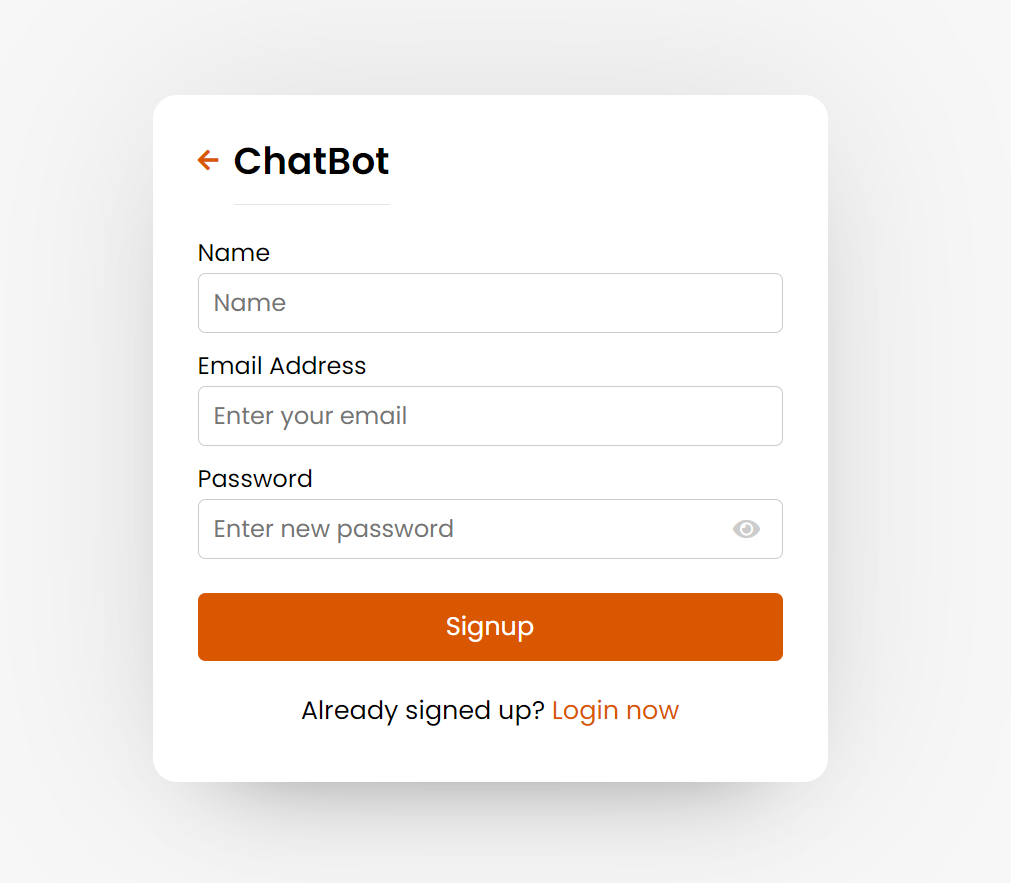 ChatBot
Name
Name
Email Address
Enter your email
Password
Enter new password
Signup
Already signed up? Login now